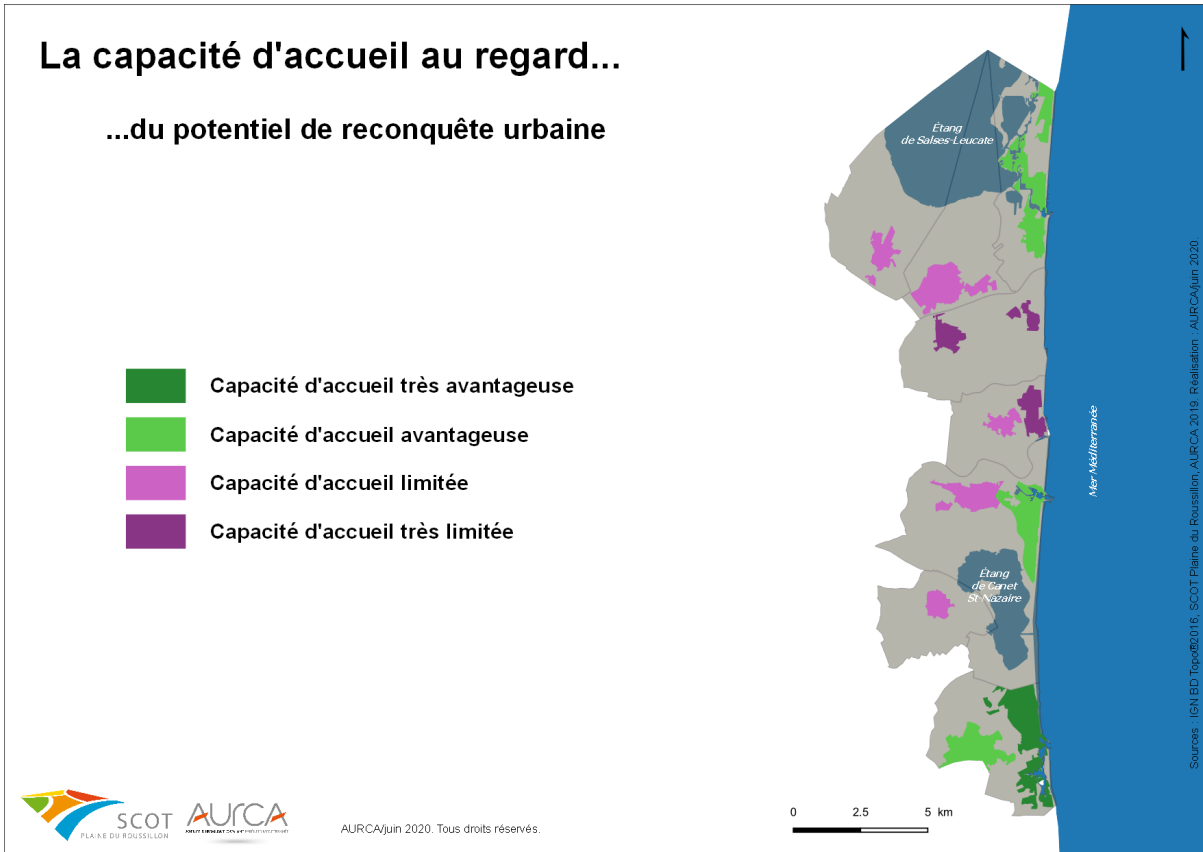 La capacité d'accueil au regard...
...du potentiel de reconquête urbaine
Étang
de Salses-Leucate
Capacité d'accueil très avantageuse
Capacité d'accueil avantageuse
Capacité d'accueil limitée
Capacité d'accueil très limitée
Mer Méditerranée
Étang
de Canet
St-Nazaire
Sources : IGN BD Topo®2016, SCOT Plaine du Roussillon, AURCA 2019. Réalisation : AURCA/juin 2020.
0 2.5 5 km
SCOT
PLAINE DU ROUSSILLON
AURCA
AURCA/juin 2020. Tous droits réservés.